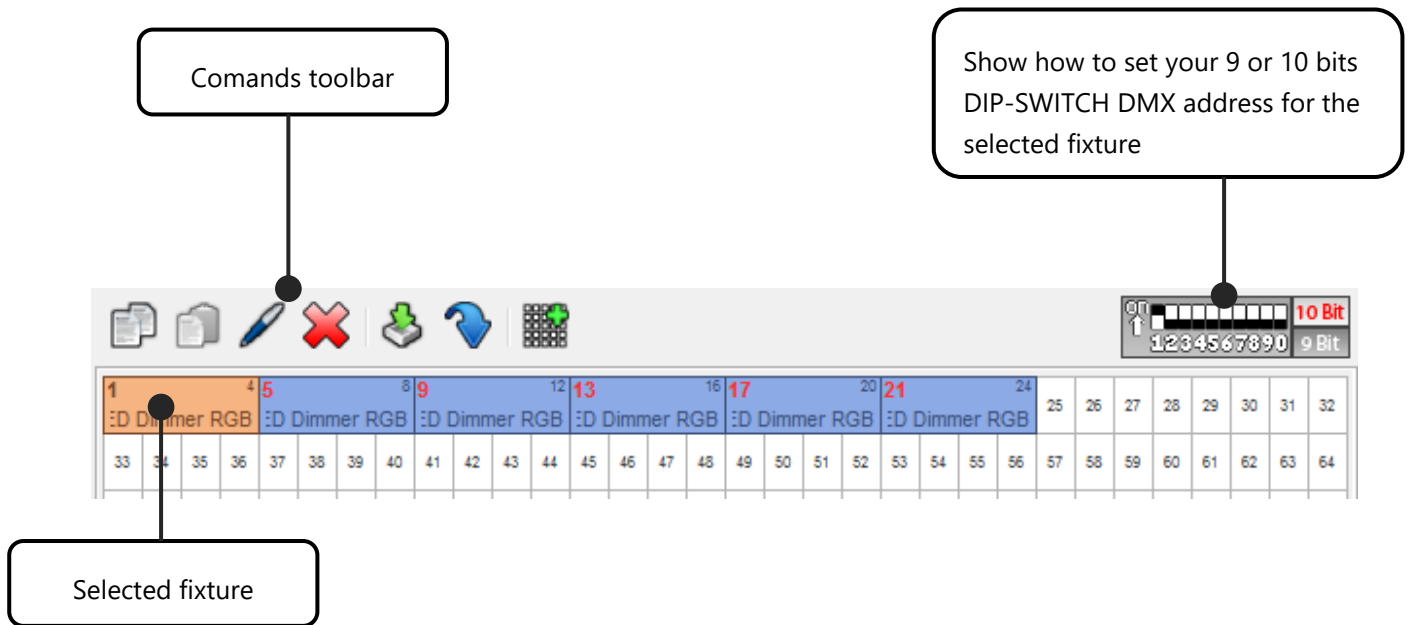 Comands toolbar
Show how to set your 9 or 10 bits
DIP-SWITCH DMX address for the
selected fixture
on
10 Bit
1234567890
9 Bit
1 4 5 8 9 12 13 16 17 20 21 24
ED Dimmer RGB ED Dimmer RGB ED Dimmer RGB ED Dimmer RGB ED Dimmer RGB ED Dimmer RGB
25 26 27 28 29 30 31 32
33 34 35 36 37 38 39 40 41 42 43 44 45 46 47 48 49 50 51 52 53 54 55 56 57 58 59 60 61 62 63 64
Selected fixture